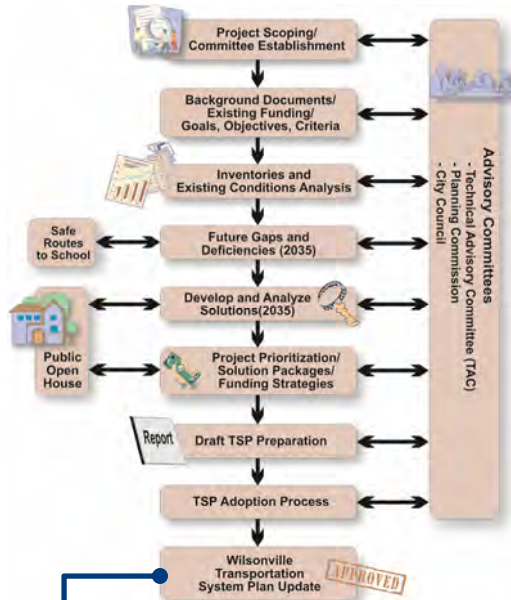 Project Scoping/
Committee Establishment
Background Documents/
Existing Funding/
Goals, Objectives, Criteria
Inventories and
Existing Conditions Analysis
Safe
Routes
to School
Future Gaps and
Deficiencies (2035)
Develop and Analyze
Solutions(2035)
Public
Open
House
Project Prioritization/
Solution Packages/
Funding Strategies
Report
Draft TSP Preparation
TSP Adoption Process
Wilsonville
Transportation
System Plan Update
APPROVED
Advisory Committees
- Technical Advisory Committee (TAC)
- Planning Commission
- City Council